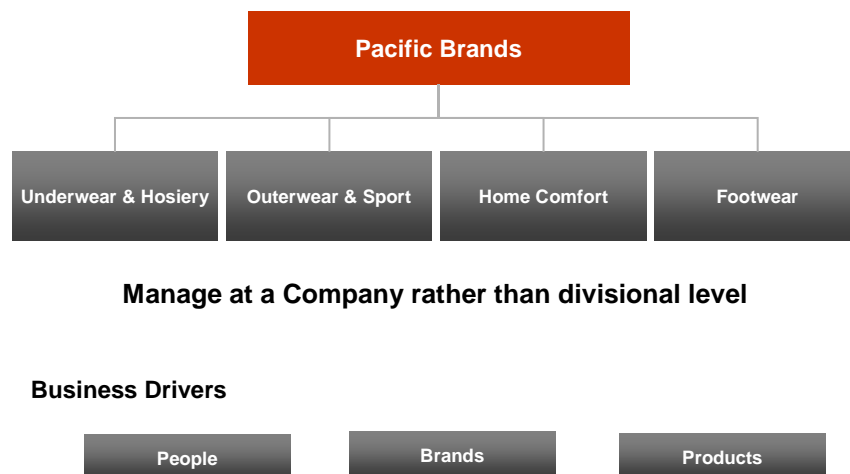 Pacific Brands
Underwear & Hosiery
Outerwear & Sport
Home Comfort
Footwear
Manage at a Company rather than divisional level
Business Drivers
People
Brands
Products